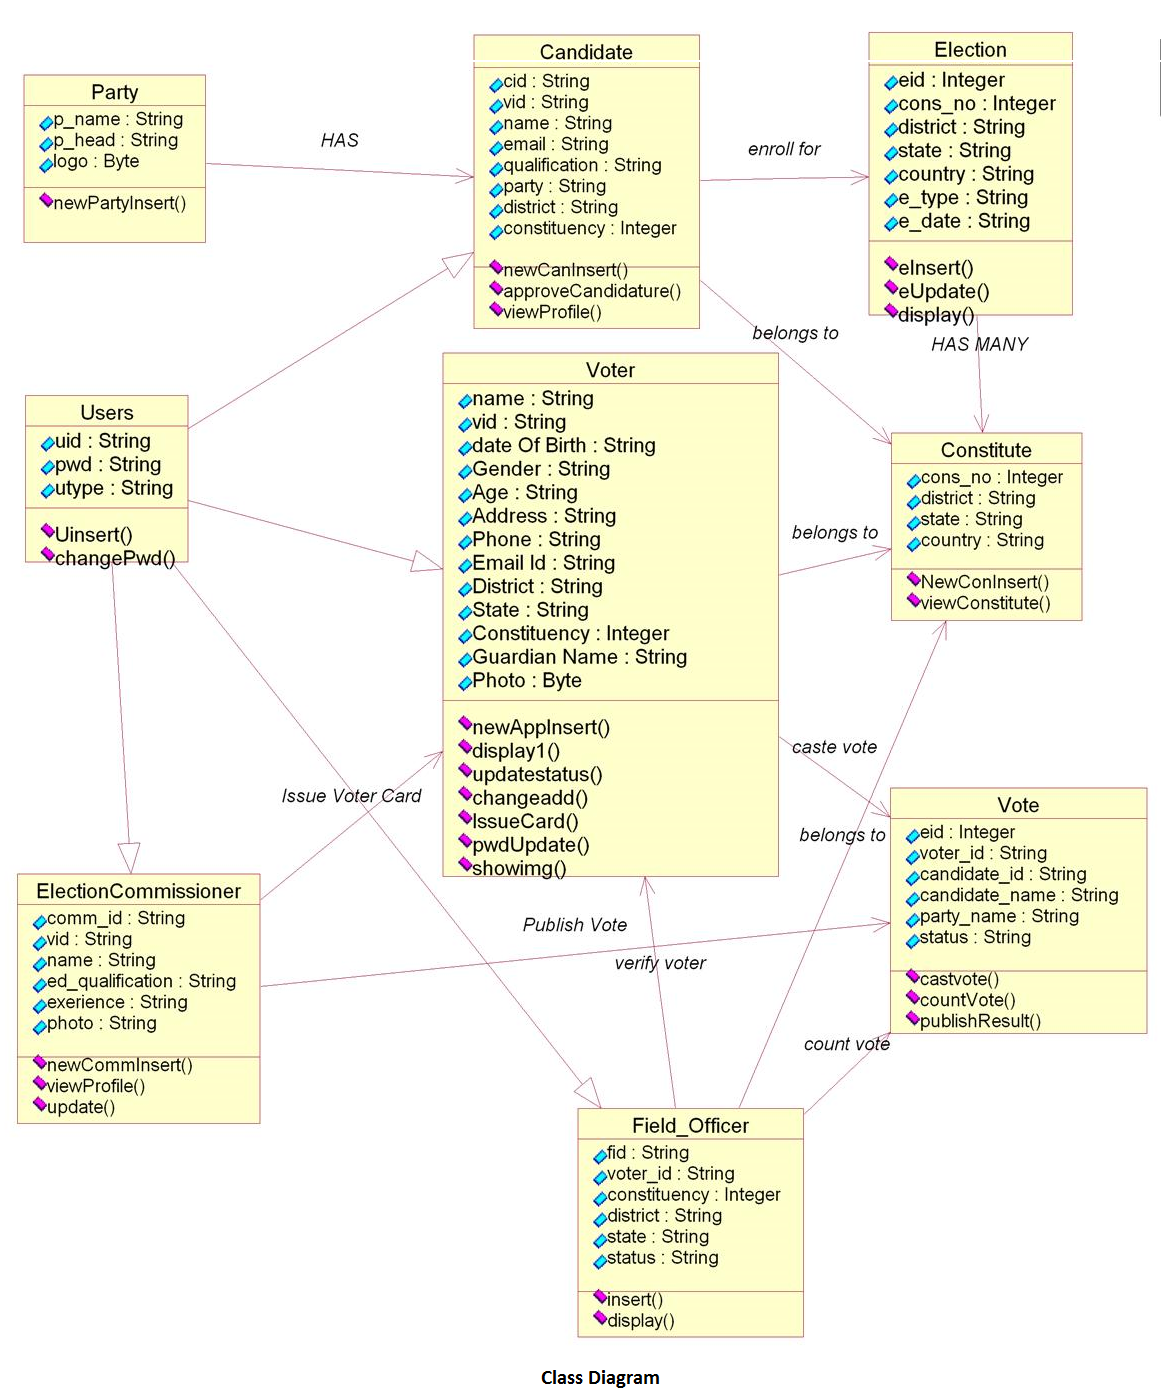 Party
p_name : String
p_head : String
logo : Byte
newPartyInsert()
HAS
Candidate
cid : String
vid : String
name : String
email : String
qualification : String
party : String
district : String
constituency : Integer
newCanInsert()
approveCandidature()
viewProfile()
enroll for
Election
eid : Integer
cons_no : Integer
district : String
state : String
country : String
e_type : String
e_date : String
eInsert()
eUpdate()
display()
belongs to
HAS MANY
Users
uid : String
pwd : String
utype : String
Uinsert()
changePwd()
Voter
name : String
vid : String
date Of Birth : String
Gender : String
Age : String
Address : String
Phone : String
Email Id : String
District : String
State : String
Constituency : Integer
Guardian Name : String
Photo : Byte
newAppInsert()
display1()
updatestatus()
changeadd()
IssueCard()
pwdUpdate()
showimg()
belongs to
Constitute
cons_no : Integer
district : String
state : String
country : String
NewConInsert()
viewConstitute()
Issue Voter Card
caste vote
belongs to
Vote
eid : Integer
voter_id : String
candidate_id : String
candidate_name : String
party_name : String
status : String
castvote()
countVote()
publishResult()
ElectionCommissioner
comm_id : String
vid : String
name : String
ed_qualification : String
exerience : String
photo : String
newCommInsert()
viewProfile()
update()
Publish Vote
verify voter
count vote
Field_Officer
fid : String
voter_id : String
constituency : Integer
district : String
state : String
status : String
insert()
display()
Class Diagram